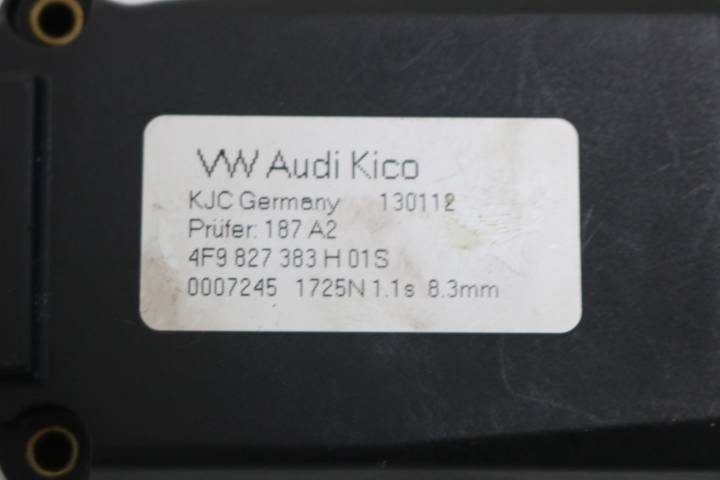 VW Audi Kico
KJC Germany 130112
Prüfer: 187 A2
4F9 827 383 H 01S
0007245 1725N 1.1s 8.3mm